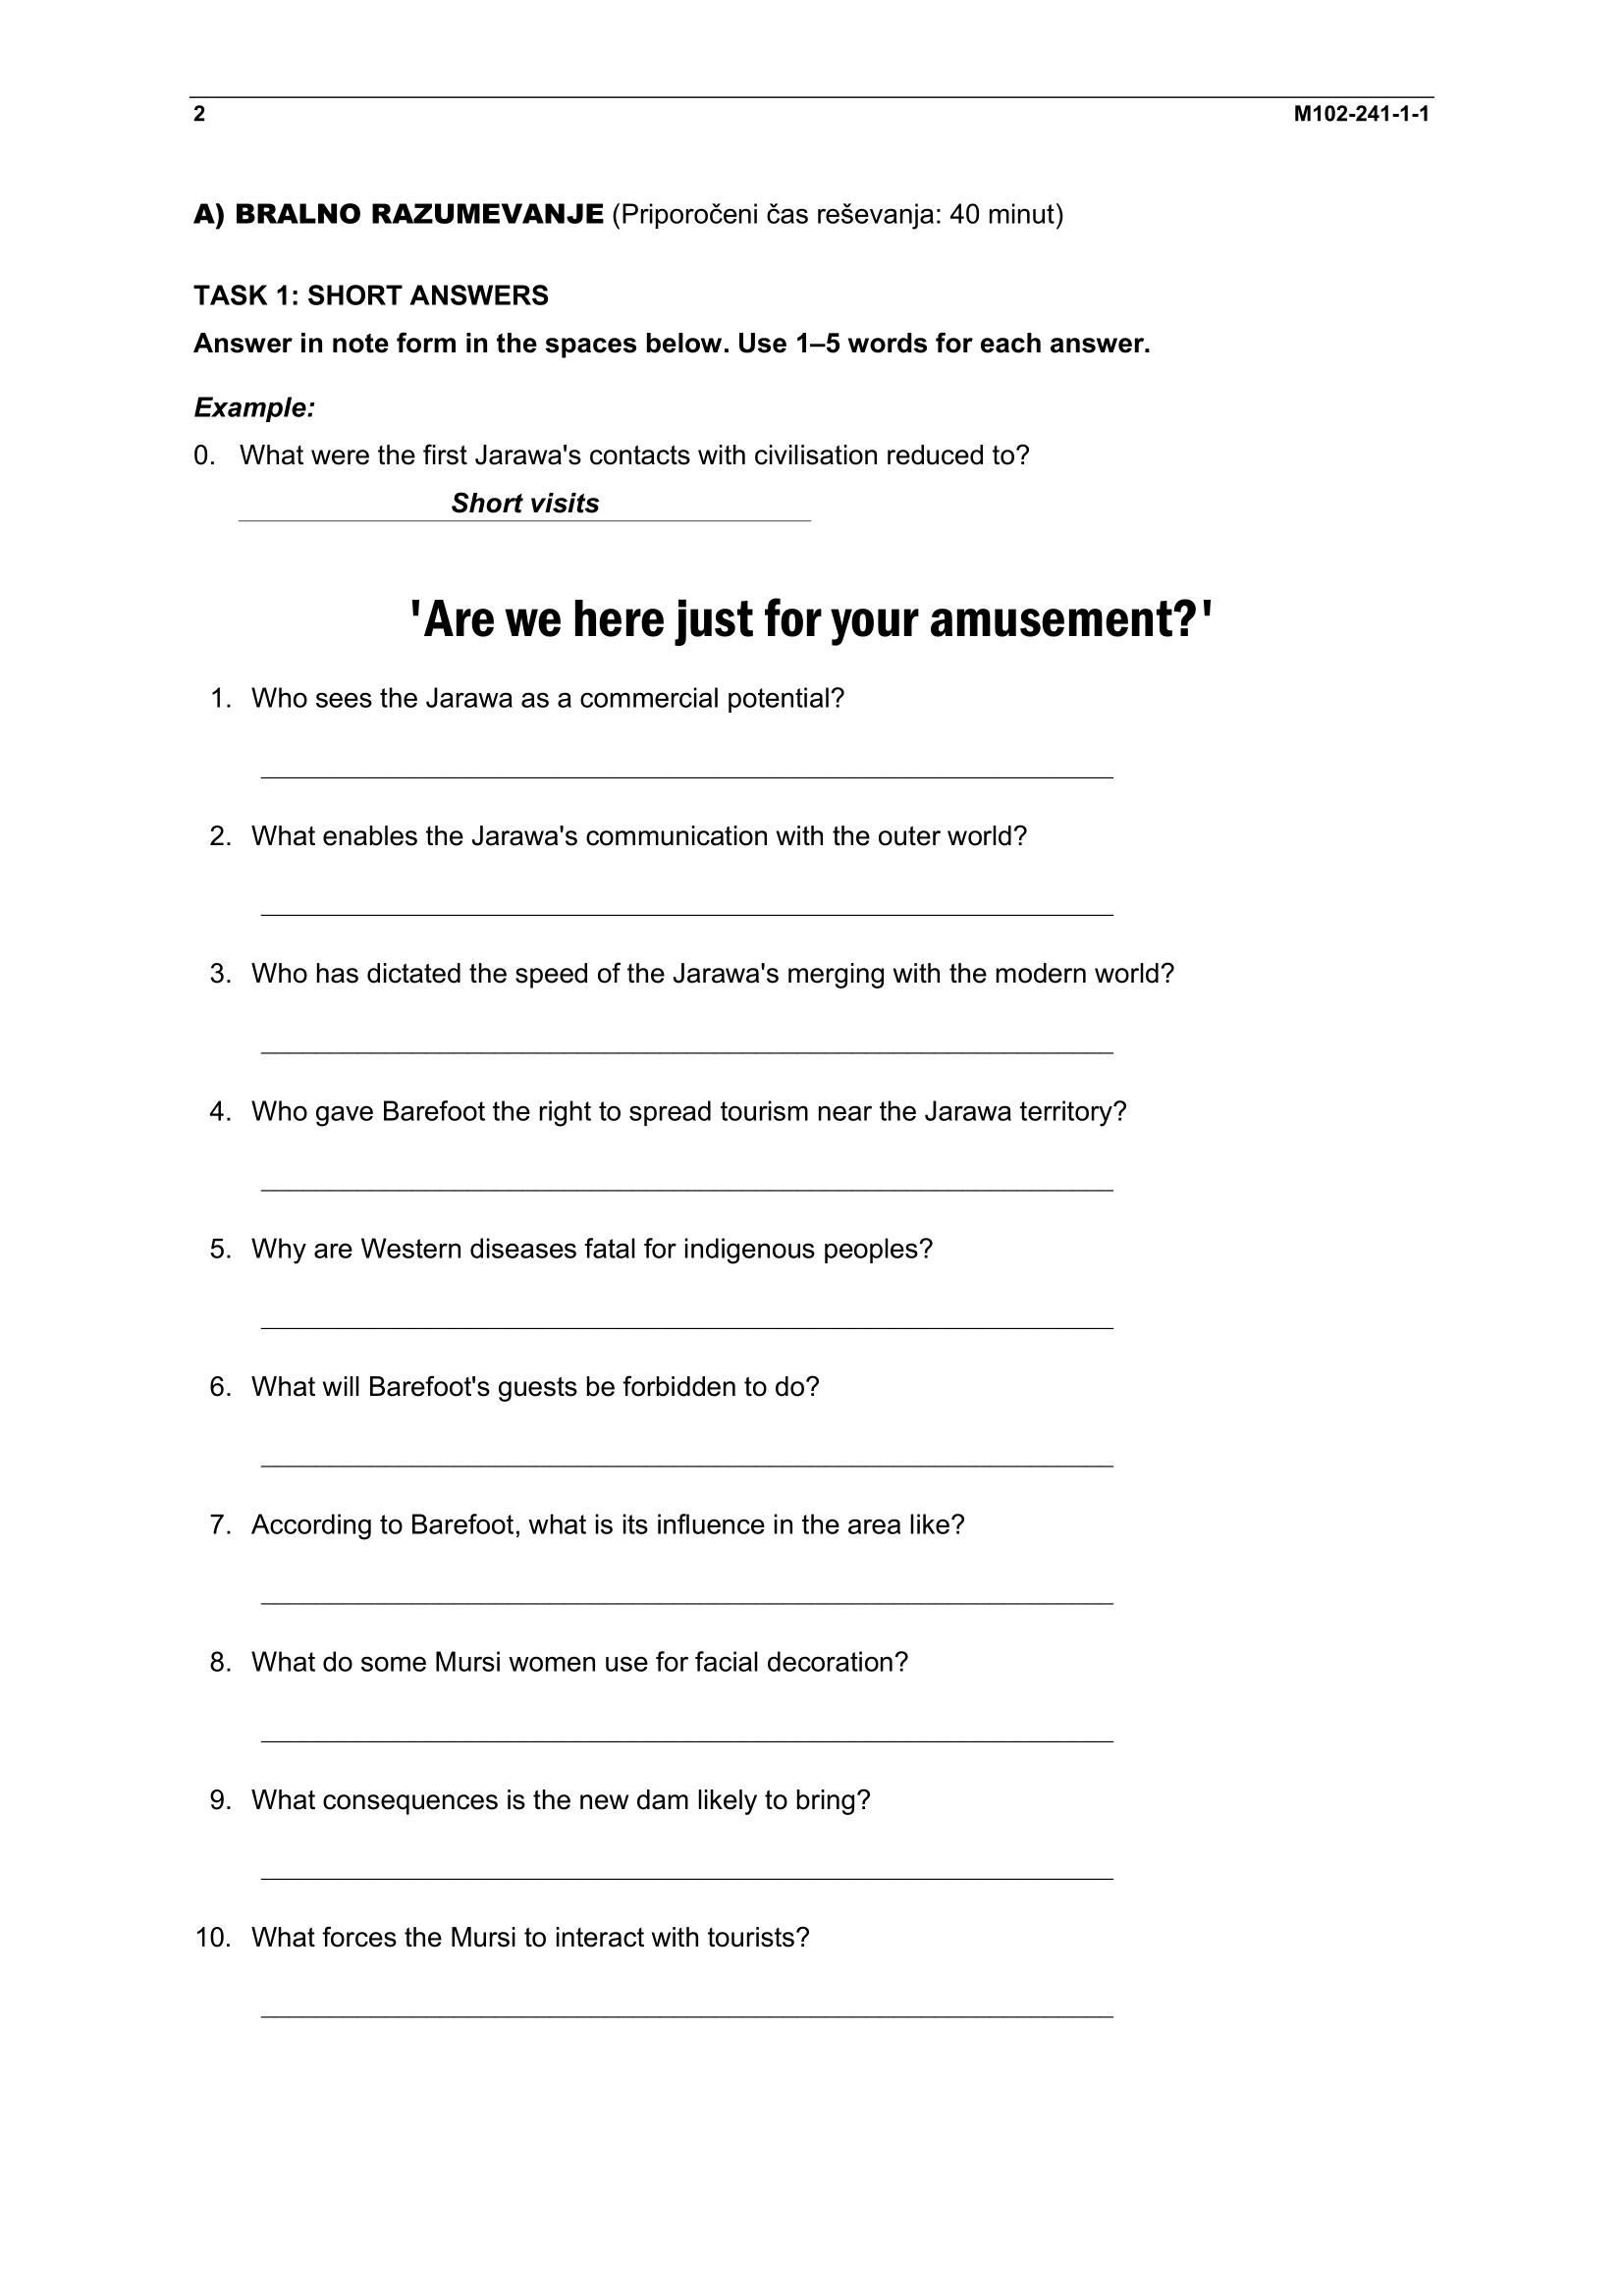 2 M102-241-1-1
A) BRALNO RAZUMEVANJE (Priporočeni čas reševanja: 40 minut)
TASK 1: SHORT ANSWERS
Answer in note form in the spaces below. Use 1–5 words for each answer.
Example:
0. What were the first Jarawa's contacts with civilisation reduced to?
Short visits
'Are we here just for your amusement?'
1. Who sees the Jarawa as a commercial potential?
2. What enables the Jarawa's communication with the outer world?
3. Who has dictated the speed of the Jarawa's merging with the modern world?
4. Who gave Barefoot the right to spread tourism near the Jarawa territory?
5. Why are Western diseases fatal for indigenous peoples?
6. What will Barefoot's guests be forbidden to do?
7. According to Barefoot, what is its influence in the area like?
8. What do some Mursi women use for facial decoration?
9. What consequences is the new dam likely to bring?
10. What forces the Mursi to interact with tourists?